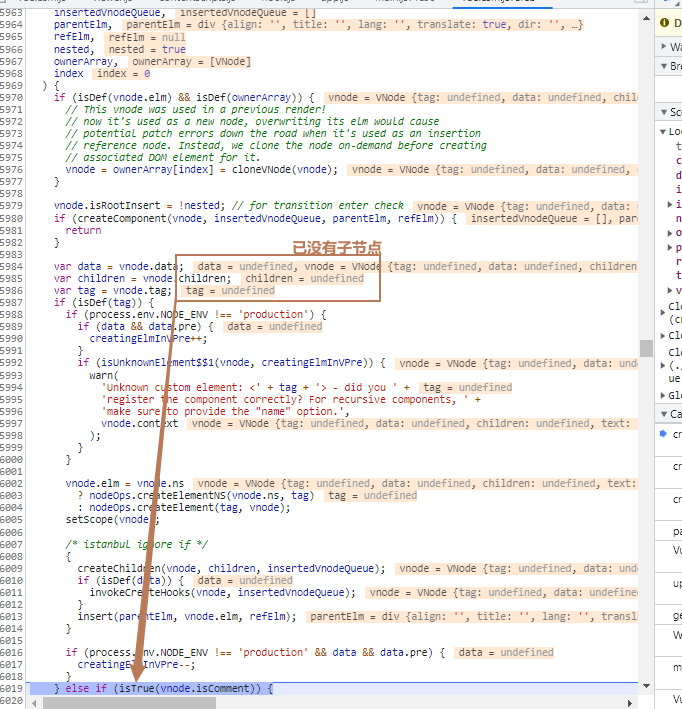 5963 insertedVnodeQueue, insertedVnodeQueue = []
5964 parentElm, parentElm = div {align: '', title: '', lang: '', translate: true, dir: '', …}
5965 refElm, refElm = null
5966 nested, nested = true
5967 ownerArray, ownerArray = [VNode]
5968 index index = 0
5969 ) {
5970 if (isDef(vnode.elm) && isDef(ownerArray)) { vnode = VNode {tag: undefined, data: undefined, chil
5971 // This vnode was used in a previous render!
5972 // now it's used as a new node, overwriting its elm would cause
5973 // potential patch errors down the road when it's used as an insertion
5974 // reference node. Instead, we clone the node on-demand before creating
5975 // associated DOM element for it.
5976 vnode = ownerArray[index] = cloneVNode(vnode); vnode = VNode {tag: undefined, data: undefined, c
5977 }
5978
5979 vnode.isRootInsert = !nested; // for transition enter check vnode = VNode {tag: undefined, data: u
5980 if (createComponent(vnode, insertedVnodeQueue, parentElm, refElm)) { insertedVnodeQueue = [], par
5981 return
5982 }
已没有子节点
5983
5984 var data = vnode.data; data = undefined, vnode = VNode {tag: undefined, data: undefined, children
5985 var children = vnode.children; children = undefined
5986 var tag = vnode.tag; tag = undefined
5987 if (isDef(tag)) {
5988 if (process.env.NODE_ENV !== 'production') {
5989 if (data && data.pre) { data = undefined
5990 creatingElmInVPre++;
5991 }
5992 if (isUnknownElement$$1(vnode, creatingElmInVPre)) { vnode = VNode {tag: undefined, data: und
5993 warn(
5994 'Unknown custom element: <' + tag + '> - did you ' + tag = undefined
5995 'register the component correctly? For recursive components, ' +
5996 'make sure to provide the "name" option.',
5997 vnode.context vnode = VNode {tag: undefined, data: undefined, children: undefined, text:
5998 );
5999 }
6000 }
6001
6002 vnode.elm = vnode.ns vnode = VNode {tag: undefined, data: undefined, children: undefined, text:
6003 ? nodeOps.createElementNS(vnode.ns, tag) tag = undefined
6004 : nodeOps.createElement(tag, vnode);
6005 setScope(vnode);
6006
6007 /* istanbul ignore if */
6008 {
6009 createChildren(vnode, children, insertedVnodeQueue); vnode = VNode {tag: undefined, data: und
6010 if (isDef(data)) { data = undefined
6011 invokeCreateHooks(vnode, insertedVnodeQueue); vnode = VNode {tag: undefined, data: undefine
6012 }
6013 insert(parentElm, vnode.elm, refElm); parentElm = div {align: '', title: '', lang: '', transl
6014 }
6015
6016 if (process.env.NODE_ENV !== 'production' && data && data.pre) { data = undefined
6017 creatingElmInVPre--;
6018 }
6019 } else if (isTrue(vnode.isComment)) {
6020